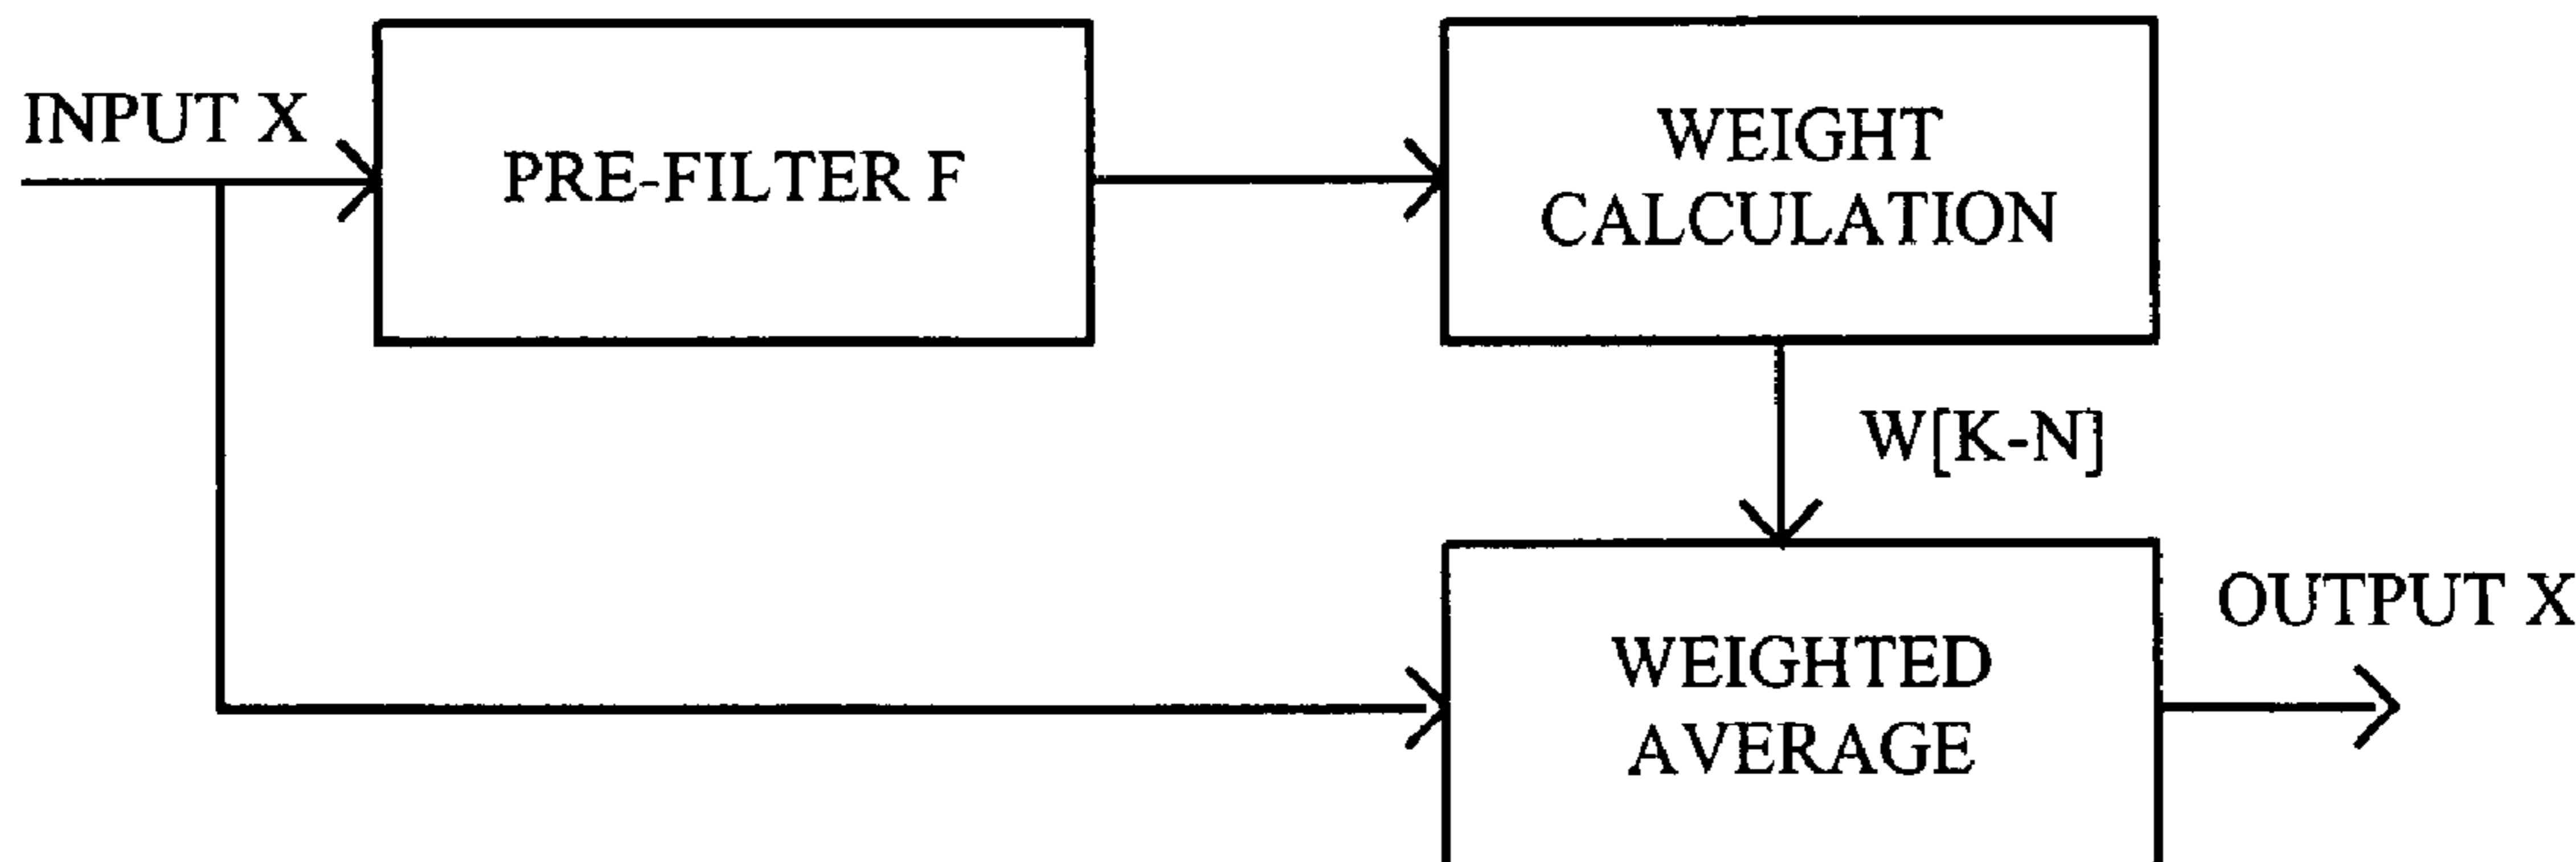 INPUT X
PRE-FILTER F
WEIGHT
CALCULATION
W[K-N]
WEIGHTED
AVERAGE
OUTPUT X